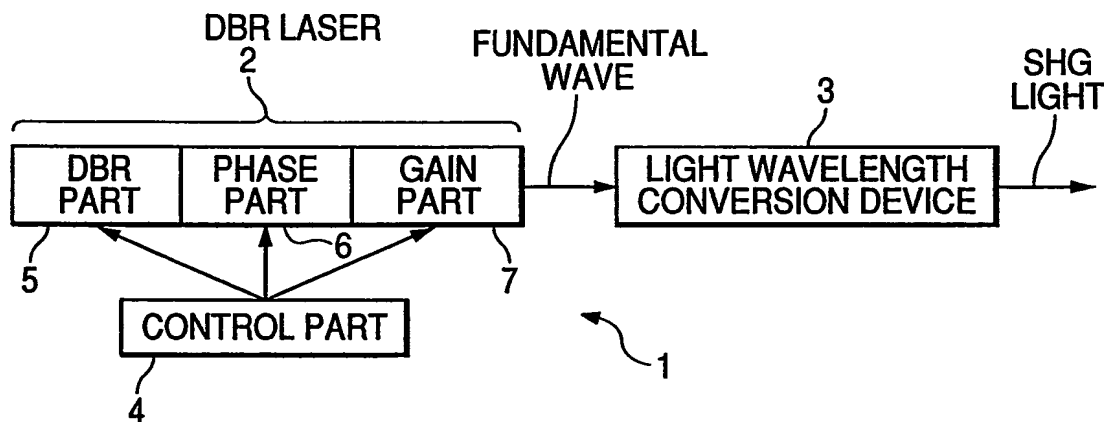 DBR LASER
2
FUNDAMENTAL
WAVE
3
SHG
LIGHT
DBR
PART
PHASE
PART
GAIN
PART
LIGHT WAVELENGTH
CONVERSION DEVICE
5
6
7
CONTROL PART
4
1